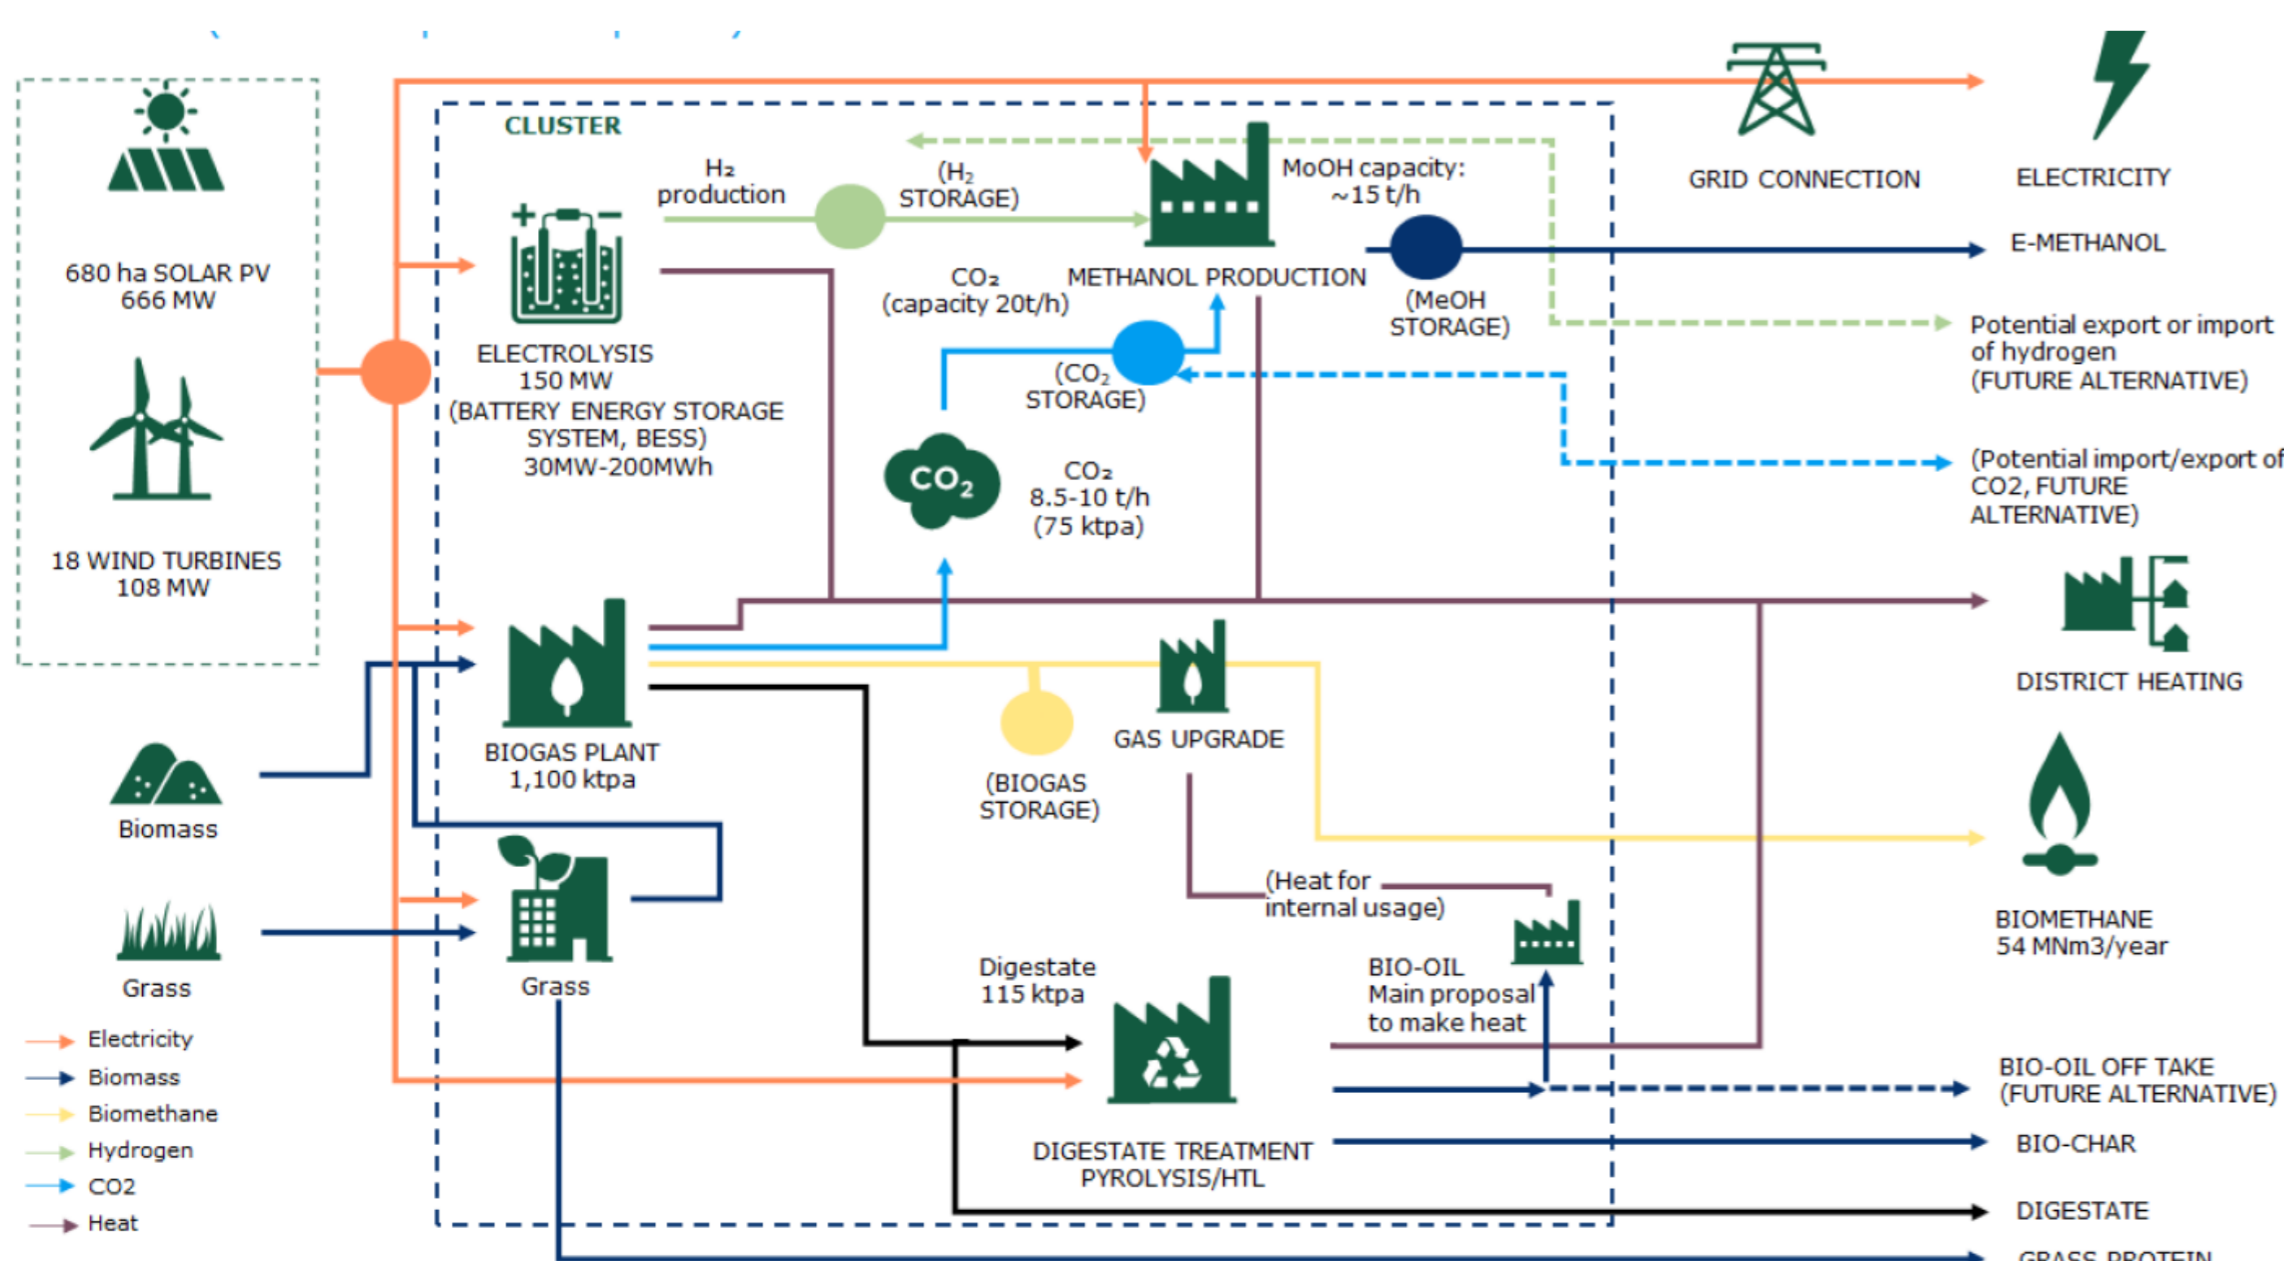 CLUSTER
680 ha SOLAR PV
666 MW
18 WIND TURBINES
108 MW
Biomass
Grass
Electricity
Biomass
Biomethane
Hydrogen
CO2
Heat
H₂
production
(H₂
STORAGE)
ELECTROLYSIS
150 MW
(BATTERY ENERGY STORAGE
SYSTEM, BESS)
30MW-200MWh
MoOH capacity:
~15 t/h
METHANOL PRODUCTION
CO₂
(capacity 20t/h)
(MeOH
STORAGE)
(CO₂
STORAGE)
CO₂
CO₂
8.5-10 t/h
(75 ktpa)
BIOGAS PLANT
1,100 ktpa
(BIOGAS
STORAGE)
GAS UPGRADE
Grass
(Heat for
internal usage)
Digestate
115 ktpa
BIO-OIL
Main proposal
to make heat
DIGESTATE TREATMENT
PYROLYSIS/HTL
GRID CONNECTION
ELECTRICITY
E-METHANOL
Potential export or import
of hydrogen
(FUTURE ALTERNATIVE)
(Potential import/export of
CO2, FUTURE
ALTERNATIVE)
DISTRICT HEATING
BIOMETHANE
54 MNm3/year
BIO-OIL OFF TAKE
(FUTURE ALTERNATIVE)
BIO-CHAR
DIGESTATE
GRASS PROTEIN